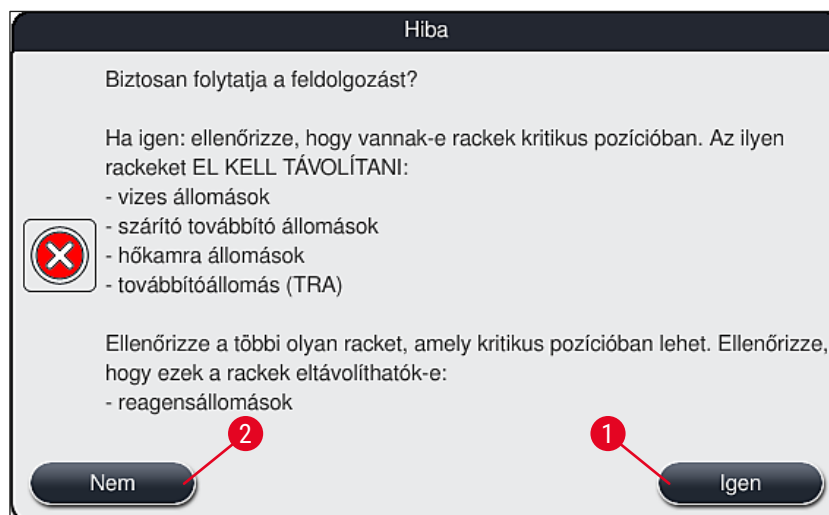 Hiba
Biztosan folytatja a feldolgozást?
Ha igen: ellenőrizze, hogy vannak-e rackek kritikus pozícióban. Az ilyen
rackeket EL KELL TÁVOLÍTANI:
- vizes állomások
- szárító továbbító állomások
- hőkamra állomások
- továbbítóállomás (TRA)
Ellenőrizze a többi olyan racket, amely kritikus pozícióban lehet. Ellenőrizze,
hogy ezek a rackek eltávolíthatók-e:
- reagensállomások
2 1
Nem Igen